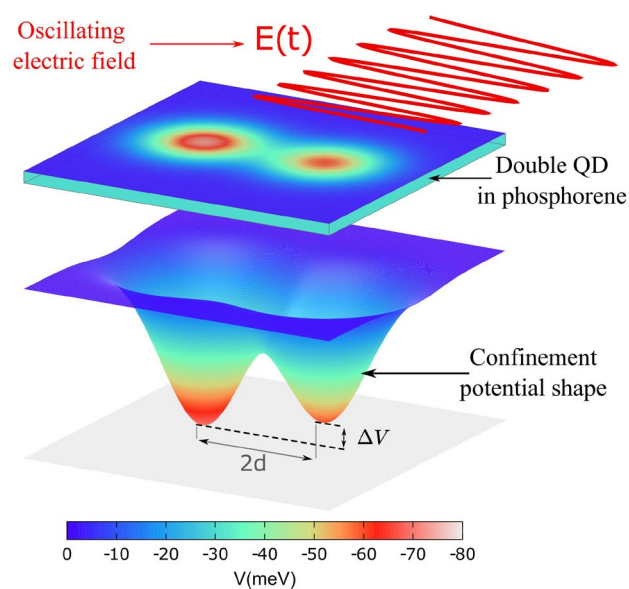 Oscillating
electric field
E(t)
Double QD
in phosphorene
Confinement
potential shape
ΔV
2d
0 -10 -20 -30 -40 -50 -60 -70 -80
V(meV)